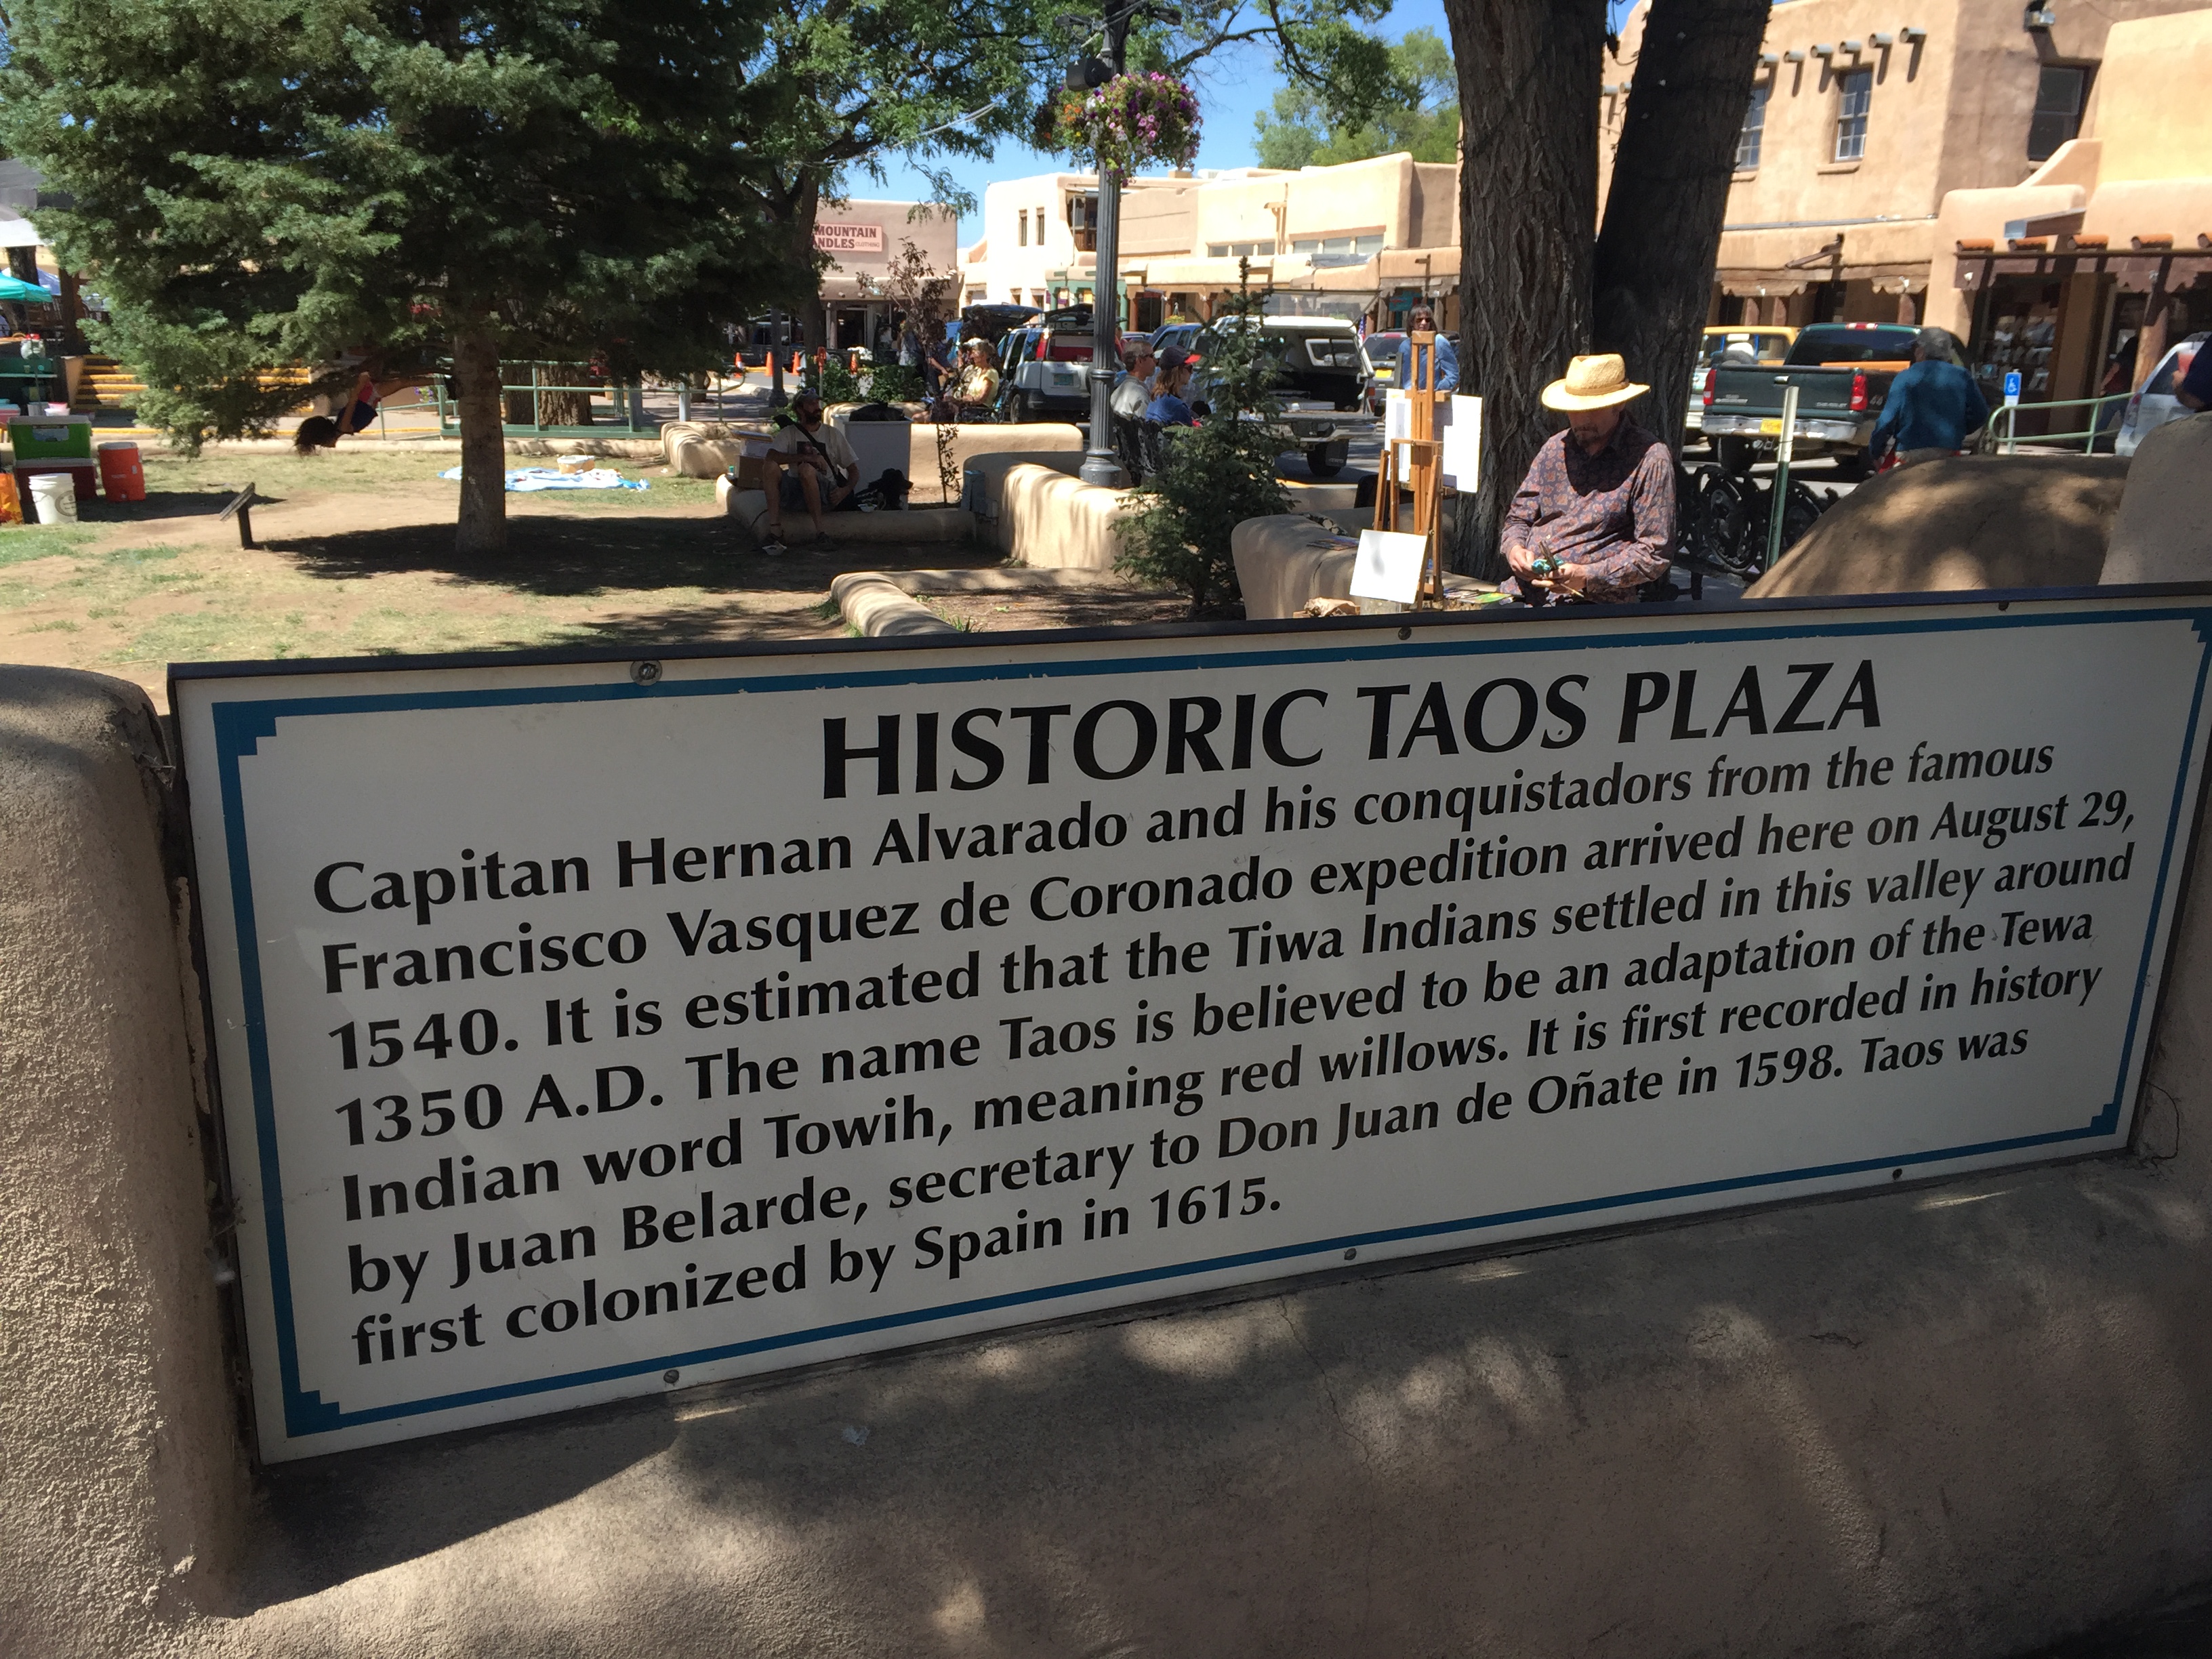 MOUNTAIN
NDLES CLOTHING
HISTORIC TAOS PLAZA
Capitan Hernan Alvarado and his conquistadors from the famous
Francisco Vasquez de Coronado expedition arrived here on August 29,
1540. It is estimated that the Tiwa Indians settled in this valley around
1350 A.D. The name Taos is believed to be an adaptation of the Tewa
Indian word Towih, meaning red willows. It is first recorded in history
by Juan Belarde, secretary to Don Juan de Oñate in 1598. Taos was
first colonized by Spain in 1615.